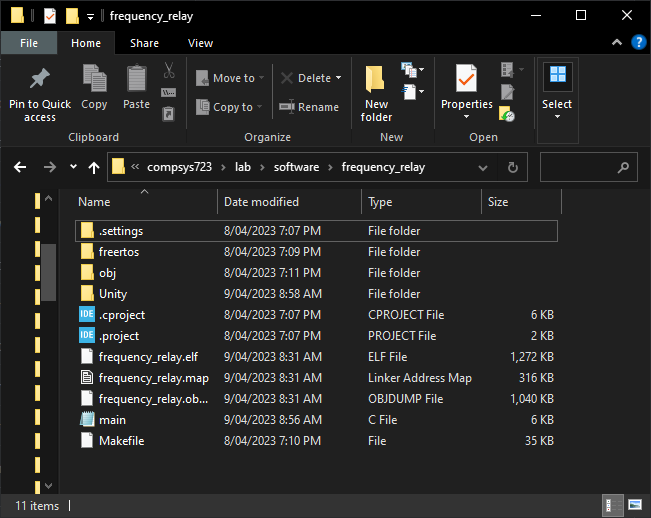 frequency_relay
File Home Share View
Pin to Quick access
Copy
Paste
Clipboard
Move to
Copy to
Delete
Rename
Organize
New folder
New
Properties
Open
Select
« compsys723 › lab › software › frequency_relay
Name Date modified Type Size
.settings 8/04/2023 7:07 PM File folder
freertos 8/04/2023 7:09 PM File folder
obj 8/04/2023 7:11 PM File folder
Unity 9/04/2023 8:58 AM File folder
IDE .cproject 8/04/2023 7:07 PM CPROJECT File 6 KB
IDE .project 8/04/2023 7:07 PM PROJECT File 2 KB
frequency_relay.elf 9/04/2023 8:31 AM ELF File 1,272 KB
frequency_relay.map 9/04/2023 8:31 AM Linker Address Map 316 KB
frequency_relay.ob... 9/04/2023 8:31 AM OBJDUMP File 1,040 KB
main 9/04/2023 8:56 AM C File 6 KB
Makefile 8/04/2023 7:10 PM File 35 KB
11 items